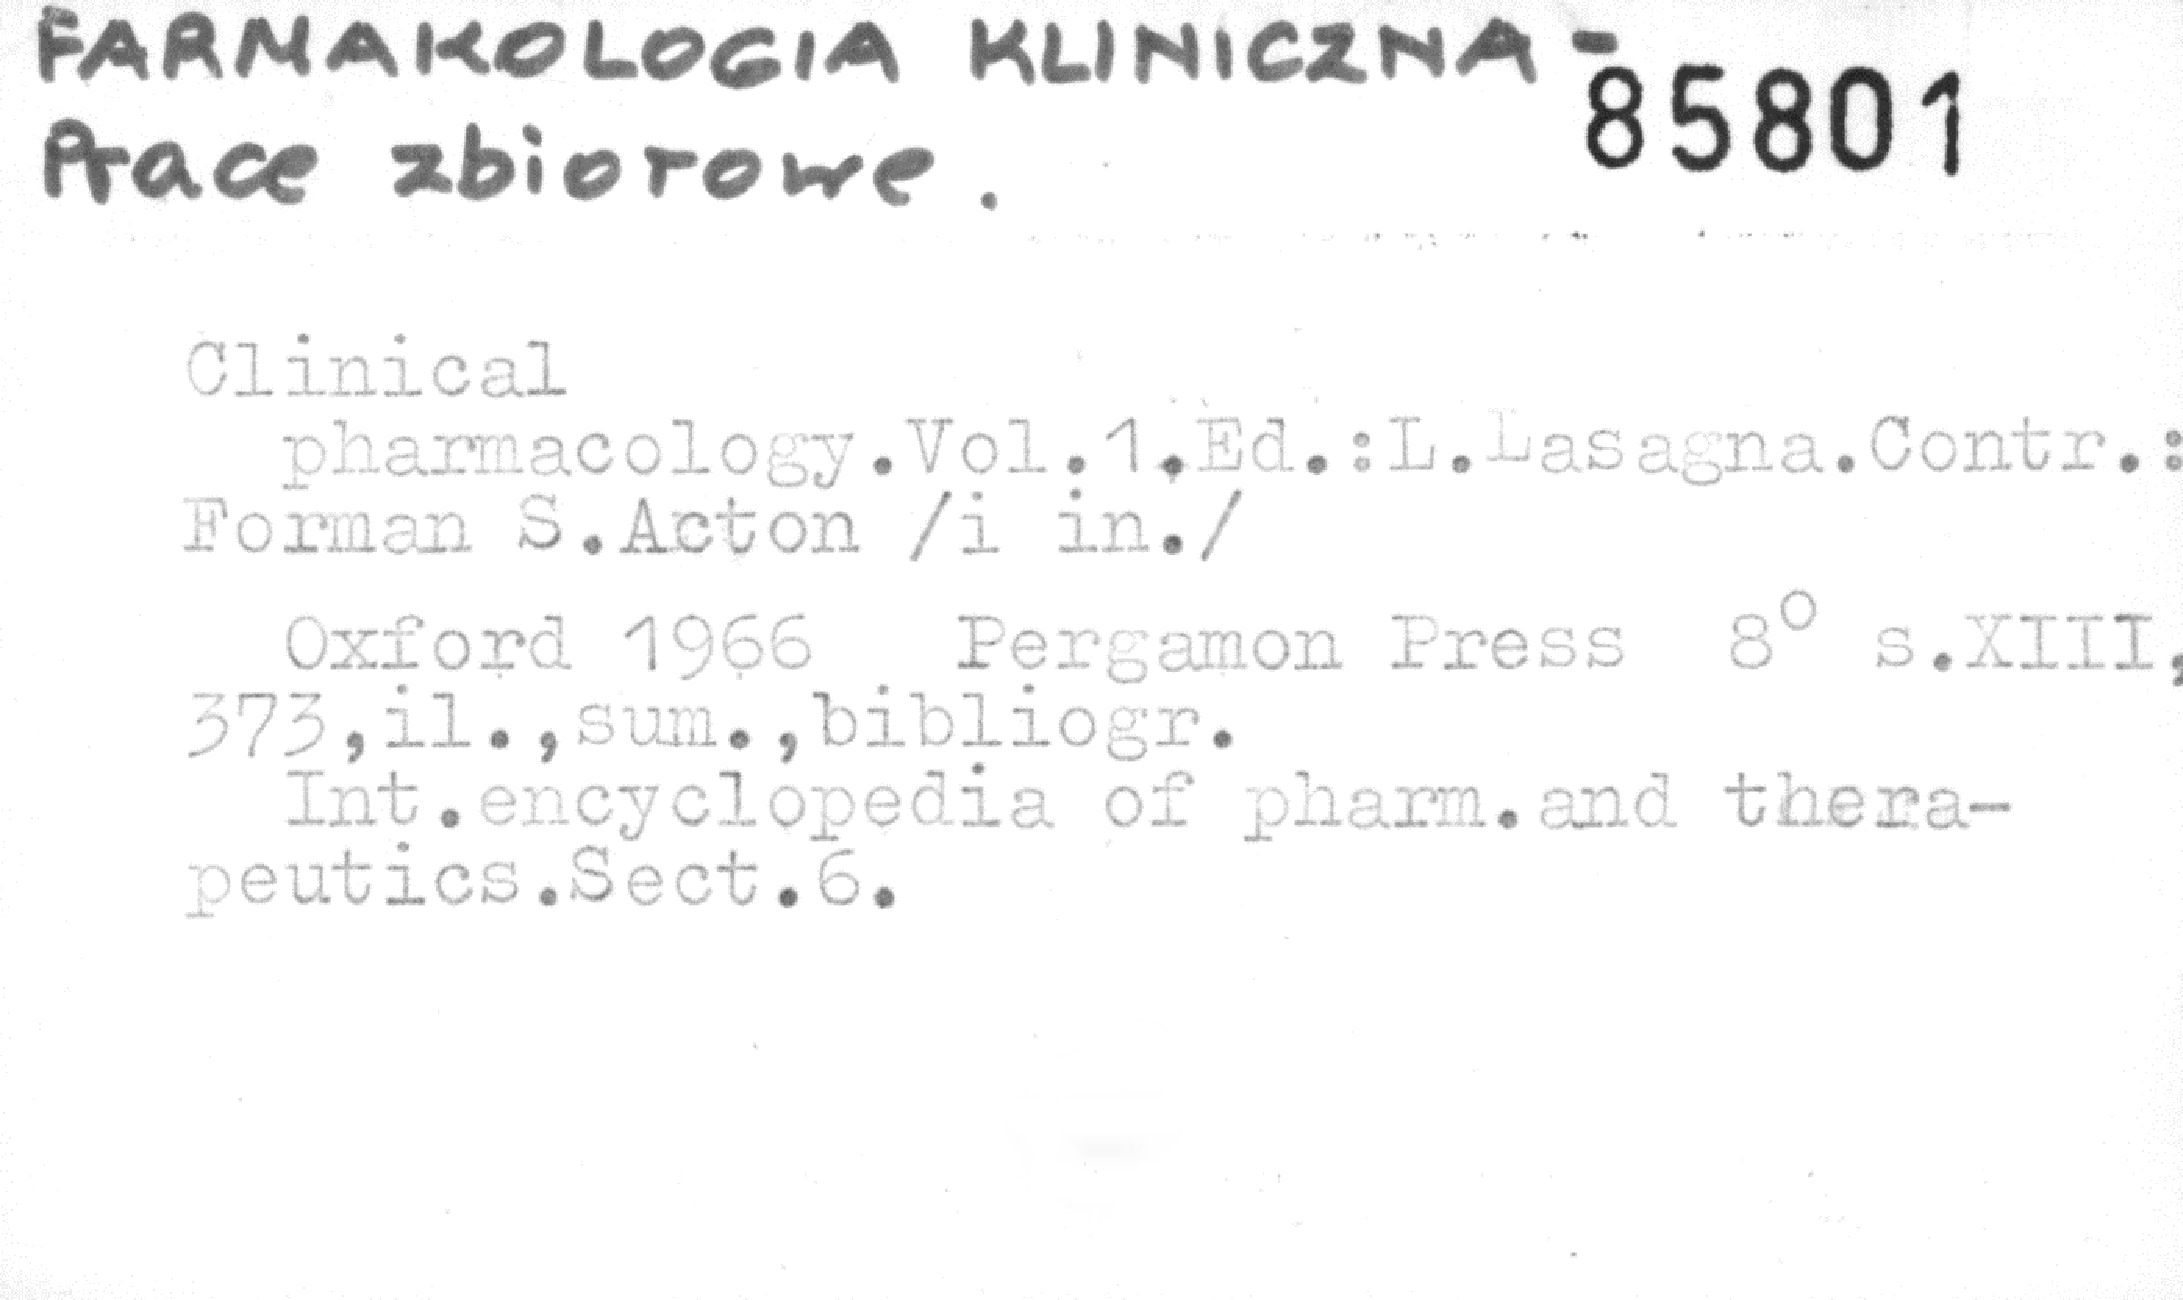 FARMAKOLOGIA KLINICZNA -
85801
Prace zbiorowe.
Clinical
pharmacology.Vol.1.Ed.:L.Lasagna.Contr.:
Forman S.Acton /i in./
Oxford 1966 Pergamon Press 8° s.XIII,
373,il.,sum.,bibliogr.
Int.encyclopedia of pharm.and thera-
peutics.Sect.6.